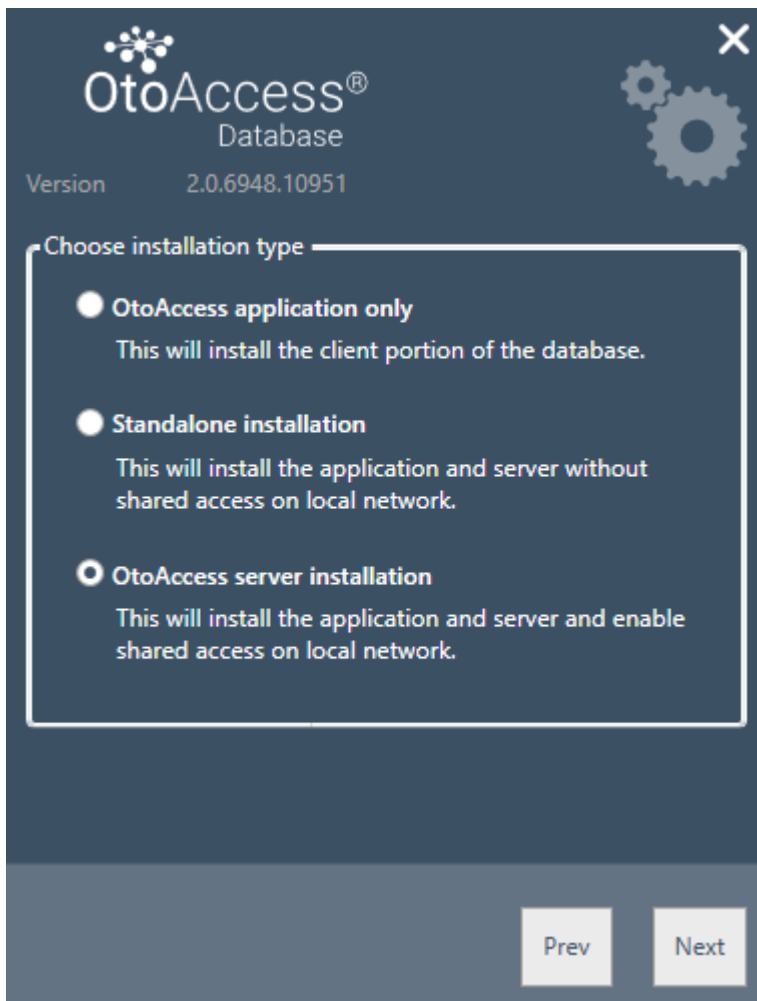 OtoAccess®
Database
Version 2.0.6948.10951
Choose installation type
OtoAccess application only
This will install the client portion of the database.
Standalone installation
This will install the application and server without
shared access on local network.
OtoAccess server installation
This will install the application and server and enable
shared access on local network.
Prev Next